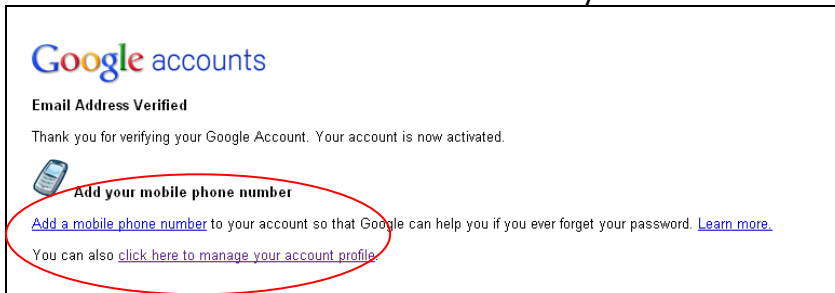 Google accounts
Email Address Verified
Thank you for verifying your Google Account. Your account is now activated.
Add your mobile phone number
Add a mobile phone number to your account so that Google can help you if you ever forget your password. Learn more.
You can also click here to manage your account profile.